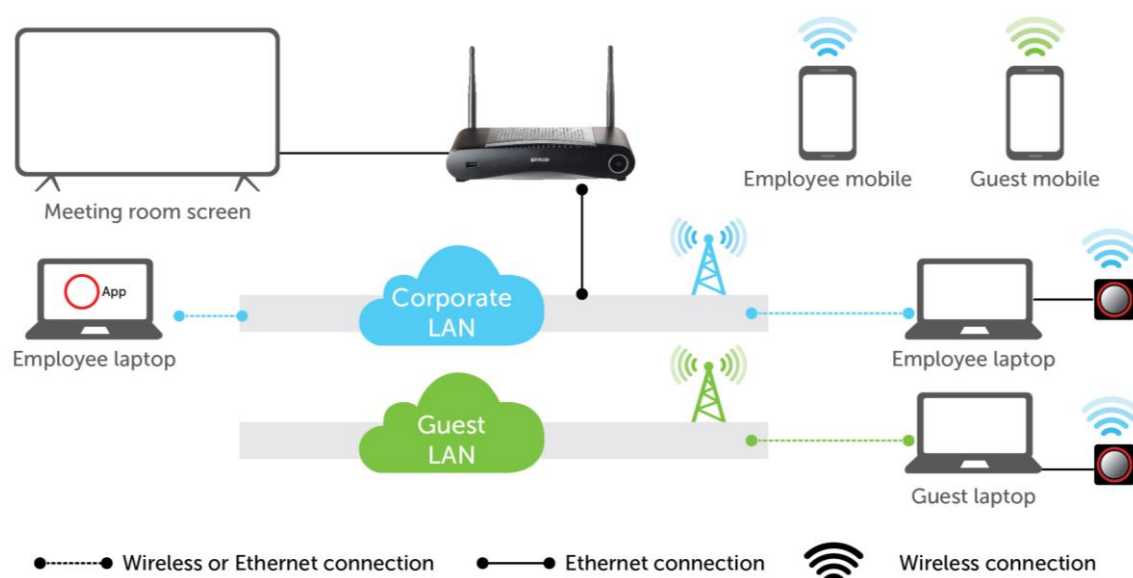 Meeting room screen
Employee mobile
Guest mobile
App
Employee laptop
Corporate
LAN
Employee laptop
Guest
LAN
Guest laptop
Wireless or Ethernet connection
Ethernet connection
Wireless connection